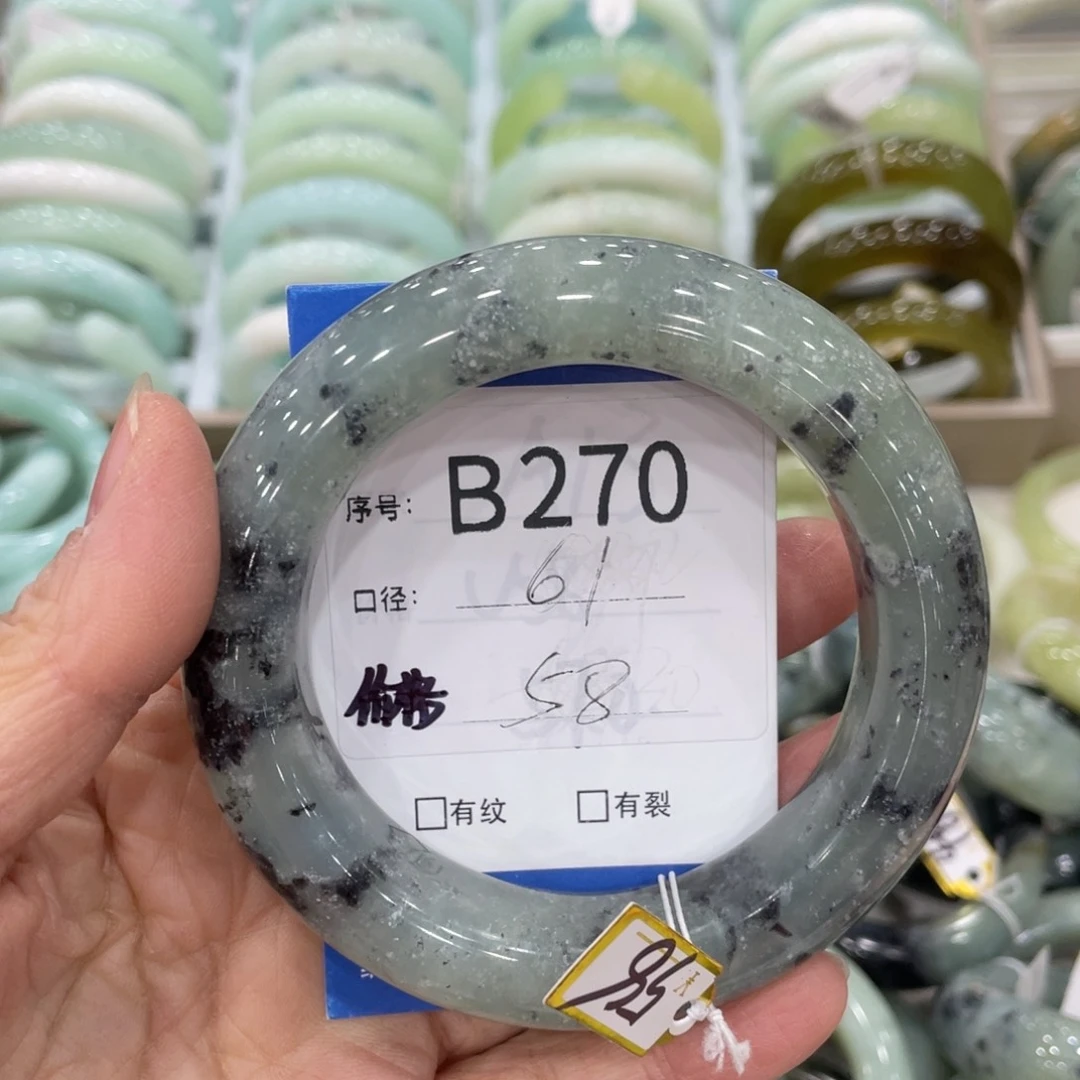 序号: B270
口径: 61
价格 58
□有纹 □有裂